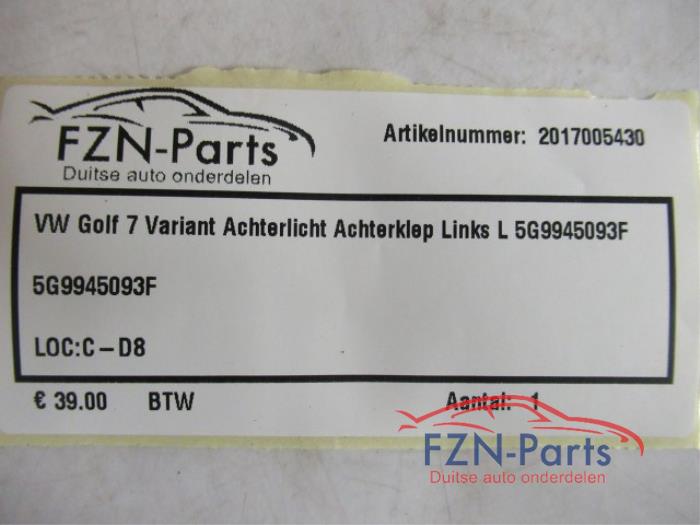 FZN-Parts
Duitse auto onderdelen
Artikelnummer: 2017005430
VW Golf 7 Variant Achterlicht Achterklep Links L 5G9945093F
5G9945093F
LOC:C-D8
€ 39.00 BTW Aantal: 1
FZN-Parts
Duitse auto onderdelen